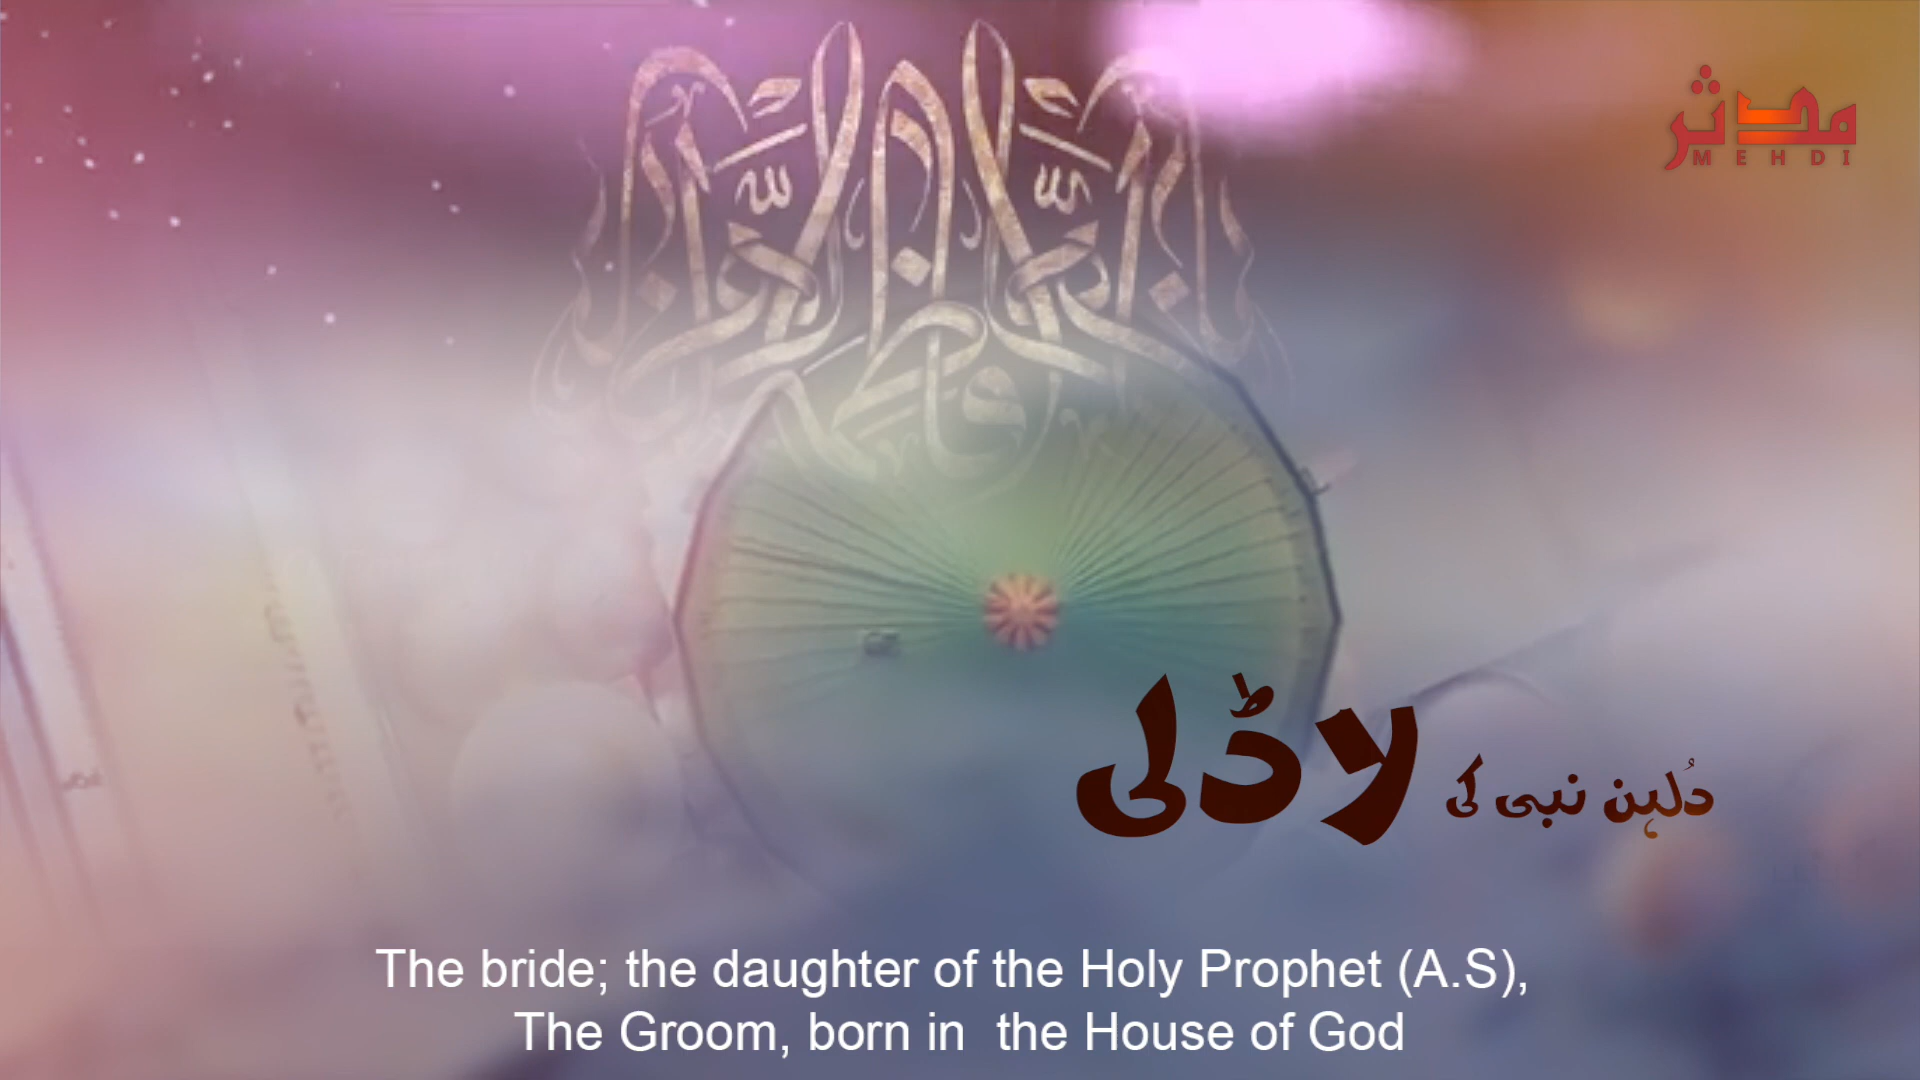 مدثر
MEHDI
فاطمہ
دُلہن نبی کی لاڈلی
The bride; the daughter of the Holy Prophet (A.S),
The Groom, born in  the House of God